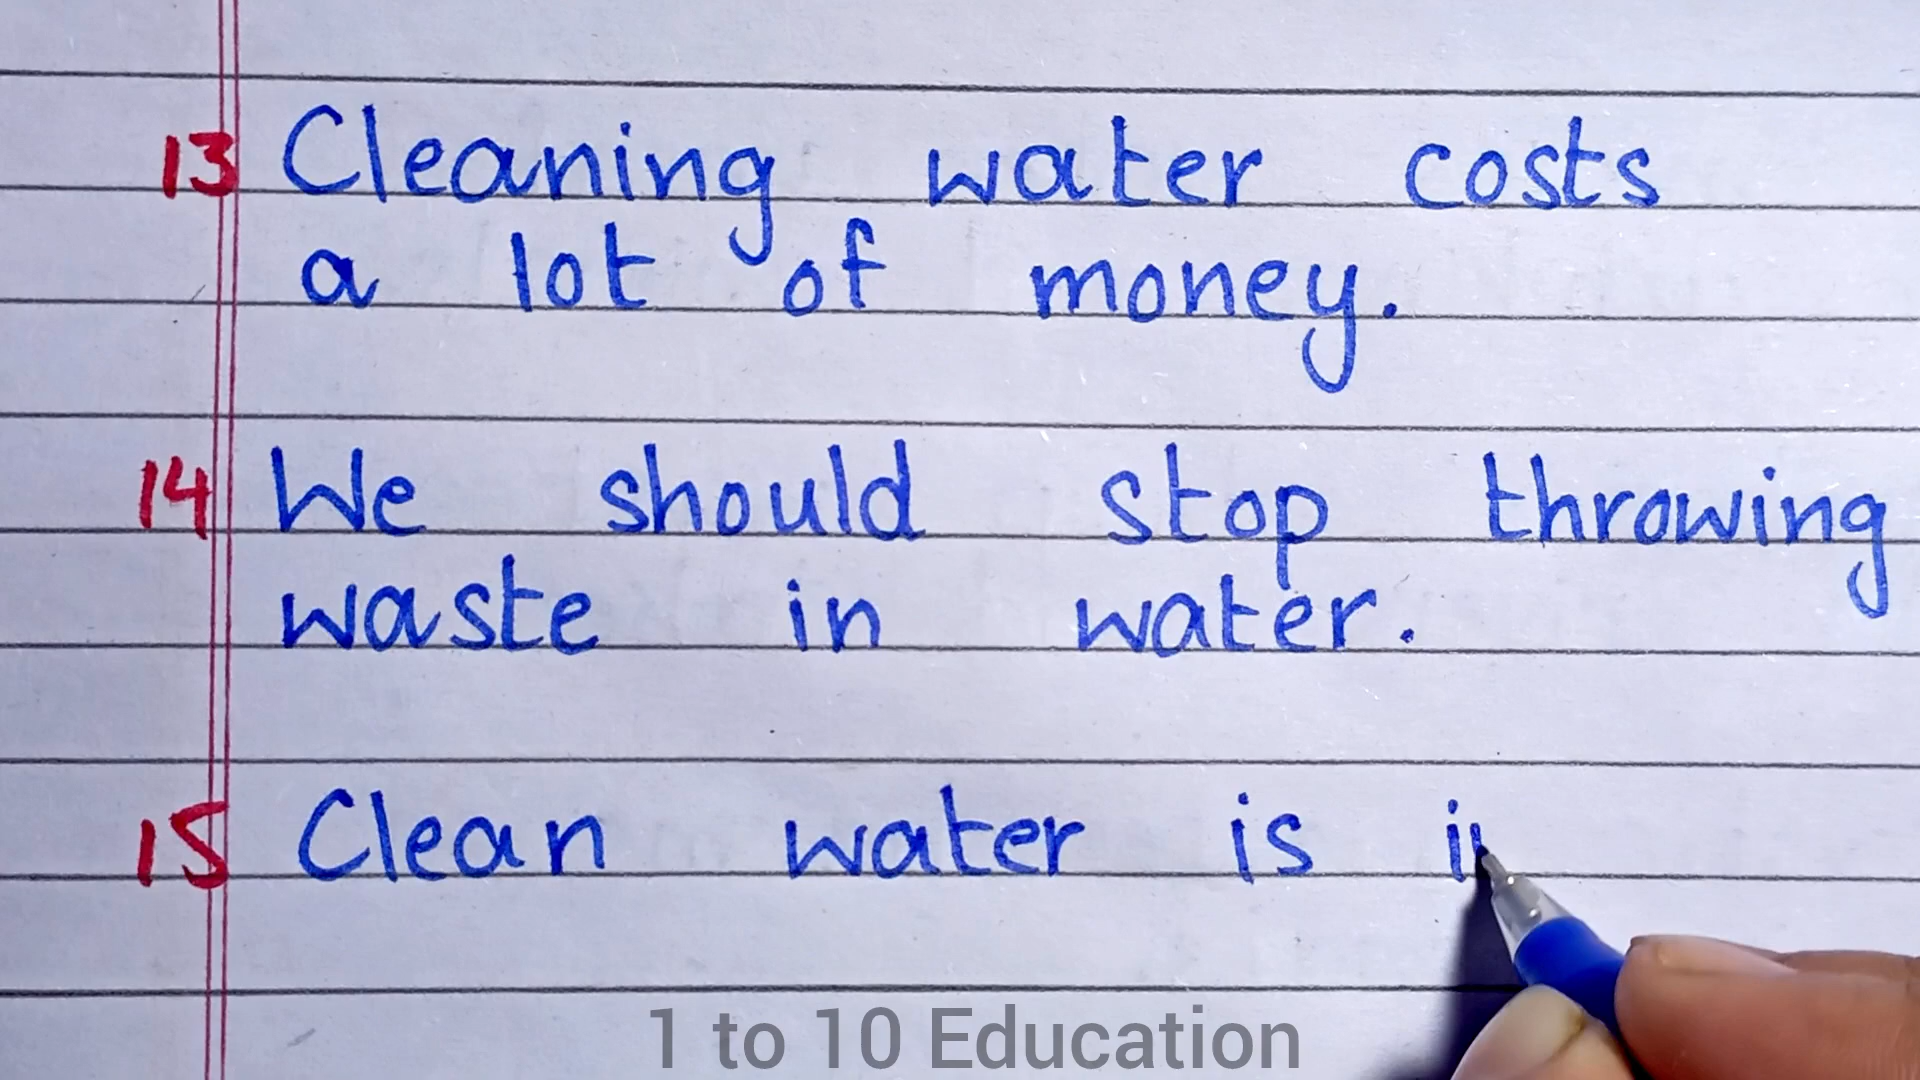 13 Cleaning water costs
a lot of money.
14 We should stop throwing
waste in water.
15 Clean water is
1 to 10 Education